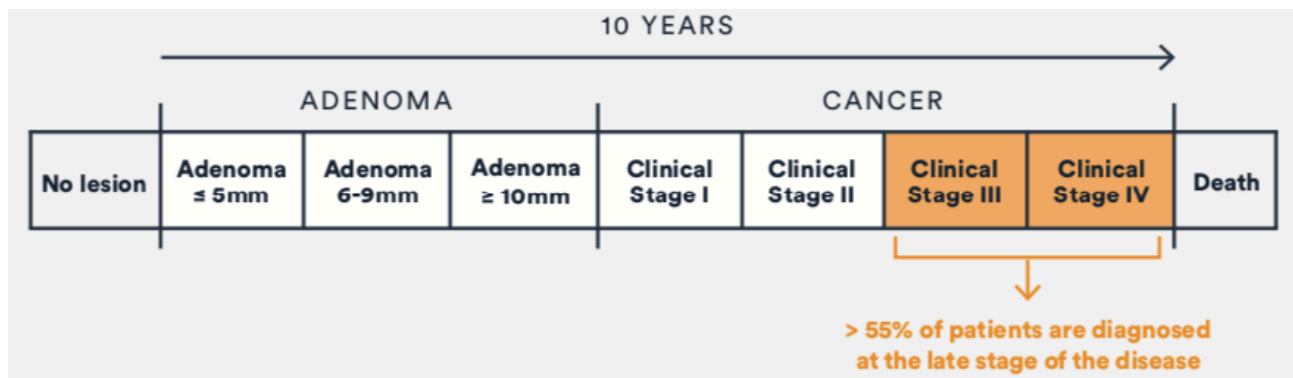 10 YEARS
ADENOMA
CANCER
No lesion
Adenoma
≤ 5mm
Adenoma
6-9mm
Adenoma
≥ 10mm
Clinical
Stage I
Clinical
Stage II
Clinical
Stage III
Clinical
Stage IV
Death
> 55% of patients are diagnosed
at the late stage of the disease